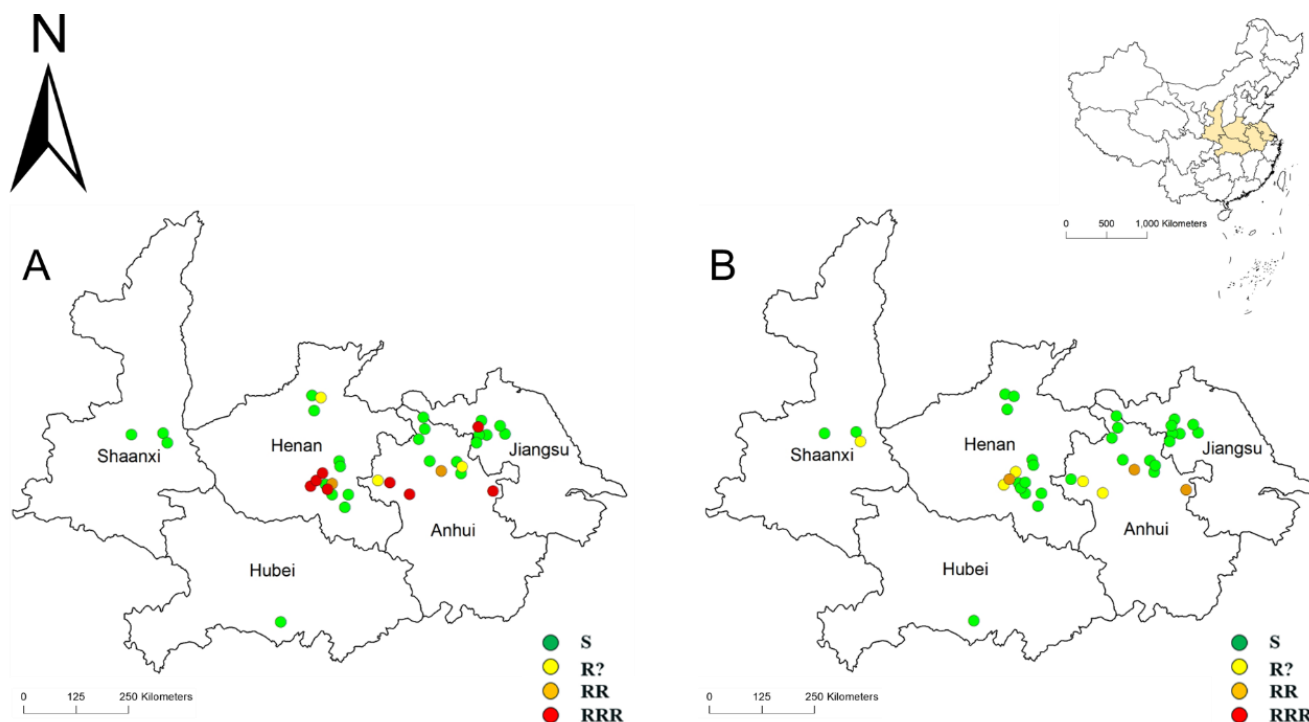 N
0 500 1,000 Kilometers
A
B
Shaanxi
Henan
Jiangsu
Anhui
Hubei
S
R?
RR
RRR
0 125 250 Kilometers
Shaanxi
Henan
Jiangsu
Anhui
Hubei
S
R?
RR
RRR
0 125 250 Kilometers